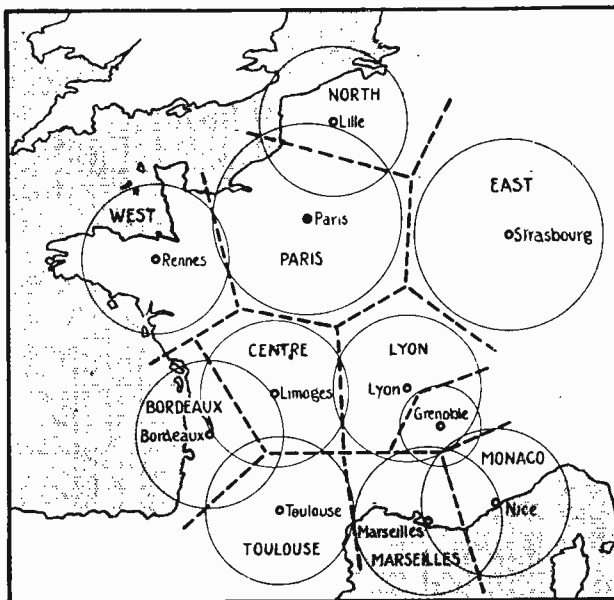 NORTH
Lille
EAST
WEST
Paris
Strasbourg
Rennes
PARIS
CENTRE
LYON
Lyon
Limoges
BORDEAUX
Grenoble
Bordeaux
MONACO
Toulouse
Nice
Marseilles
TOULOUSE
MARSEILLES